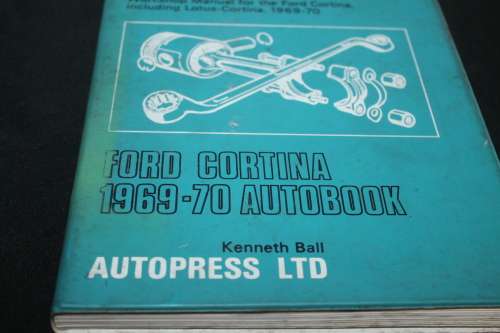 Workshop Manual for the Ford Cortina,
including Lotus-Cortina, 1969-70
FORD CORTINA
1969-70 AUTOBOOK
Kenneth Ball
AUTOPRESS LTD